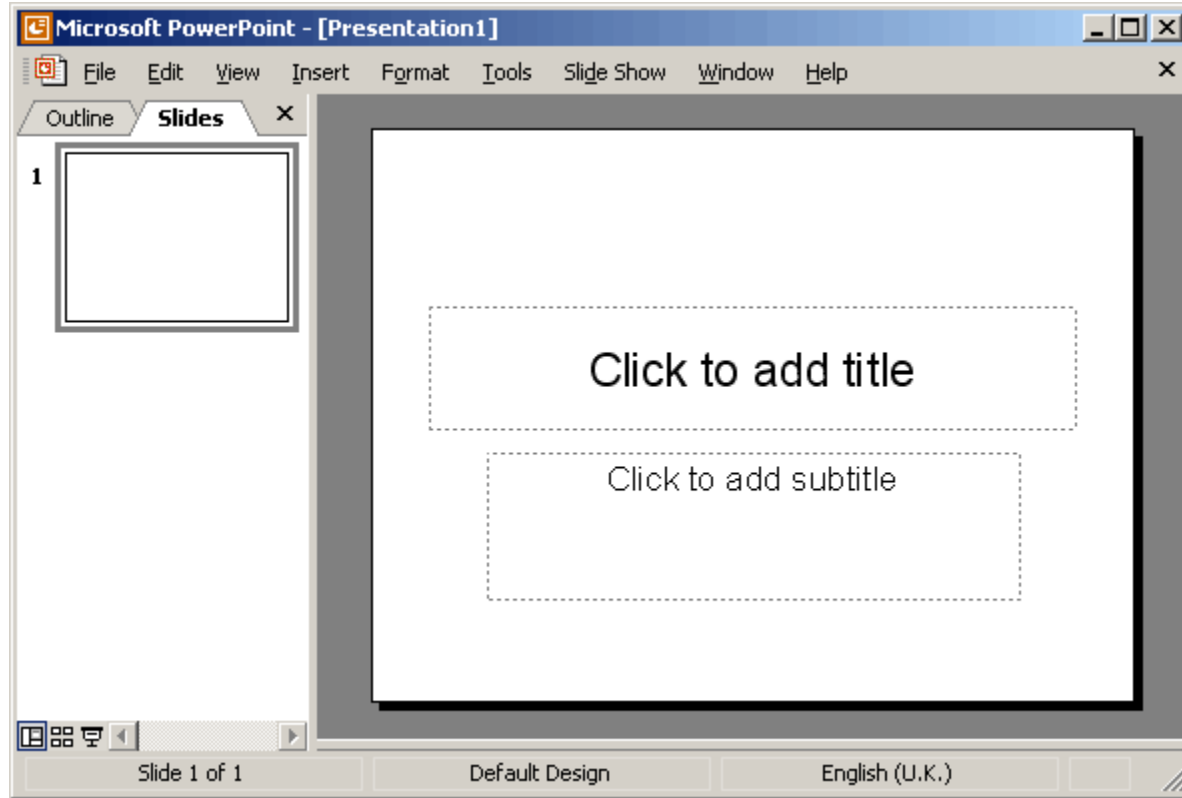 Microsoft PowerPoint - [Presentation1]
File Edit View Insert Format Tools Slide Show Window Help
Outline Slides
1
Click to add title
Click to add subtitle
Slide 1 of 1 Default Design English (U.K.)